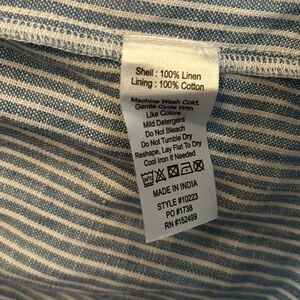 Shell : 100% Linen
Lining : 100% Cotton
Machine Wash Cold,
Gentle Cycle With
Like Colors
Mild Detergent
Do Not Bleach
Do Not Tumble Dry
Reshape, Lay Flat To Dry
Cool Iron if Needed
MADE IN INDIA
STYLE #10223
PO #1738
RN #152499